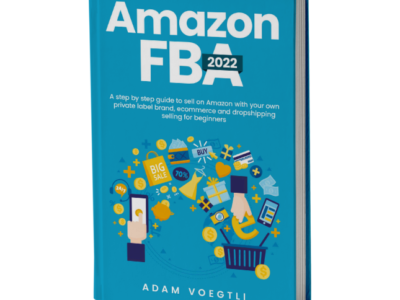 Amazon
FBA
2022
A step by step guide to sell on Amazon with your own
private label brand, ecommerce and dropshipping
selling for beginners
BUY
BIG
SALE
70%
ADAM VOEGTLI